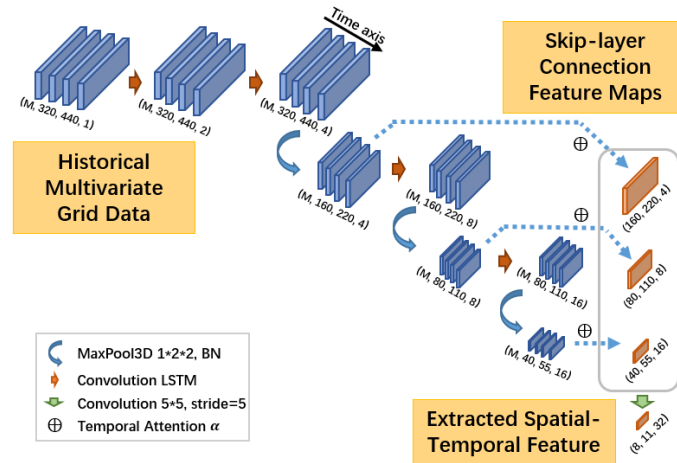 Time axis
Skip-layer
Connection
Feature Maps
(M, 320, 440, 1)
(M, 320, 440, 2)
(M, 320, 440, 4)
Historical
Multivariate
Grid Data
(M, 160, 220, 4)
(M, 160, 220, 8)
(160, 220, 4)
(M, 80, 110, 8)
(M, 80, 110, 16)
(80, 110, 8)
(M, 40, 55, 16)
(40, 55, 16)
MaxPool3D 1*2*2, BN
Convolution LSTM
Convolution 5*5, stride=5
Temporal Attention α
Extracted Spatial-
Temporal Feature
(8, 11, 32)